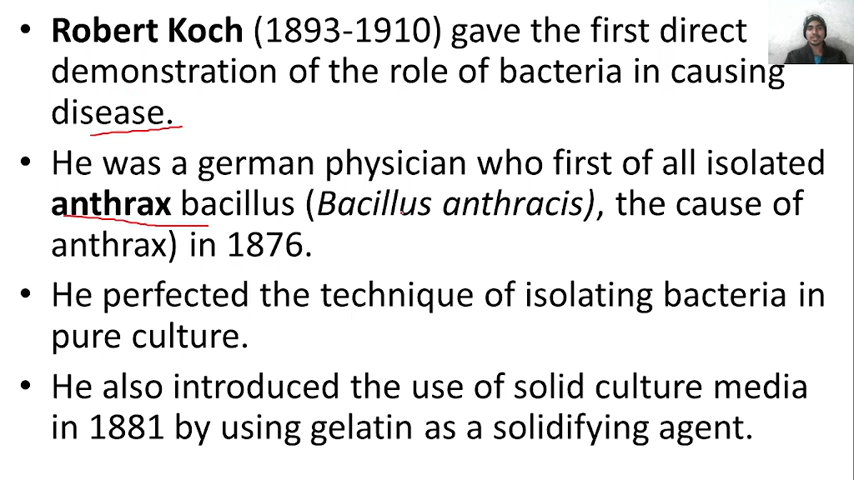 • Robert Koch (1893-1910) gave the first direct
demonstration of the role of bacteria in causing
disease.
• He was a german physician who first of all isolated
anthrax bacillus (Bacillus anthracis), the cause of
anthrax) in 1876.
• He perfected the technique of isolating bacteria in
pure culture.
• He also introduced the use of solid culture media
in 1881 by using gelatin as a solidifying agent.